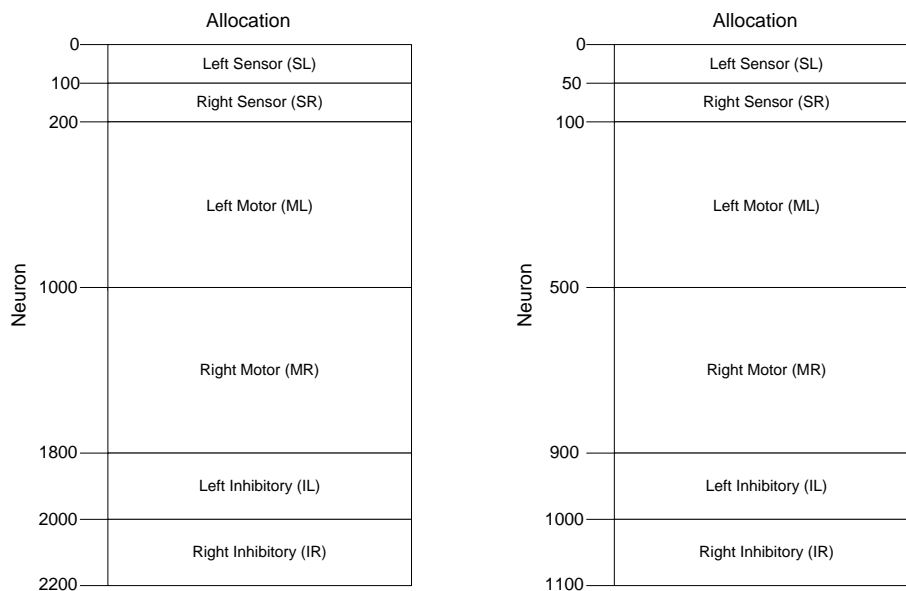 Allocation
0
Left Sensor (SL)
100
Right Sensor (SR)
200
Left Motor (ML)
Neuron
1000
Right Motor (MR)
1800
Left Inhibitory (IL)
2000
Right Inhibitory (IR)
2200
Allocation
0
Left Sensor (SL)
50
Right Sensor (SR)
100
Left Motor (ML)
Neuron
500
Right Motor (MR)
900
Left Inhibitory (IL)
1000
Right Inhibitory (IR)
1100